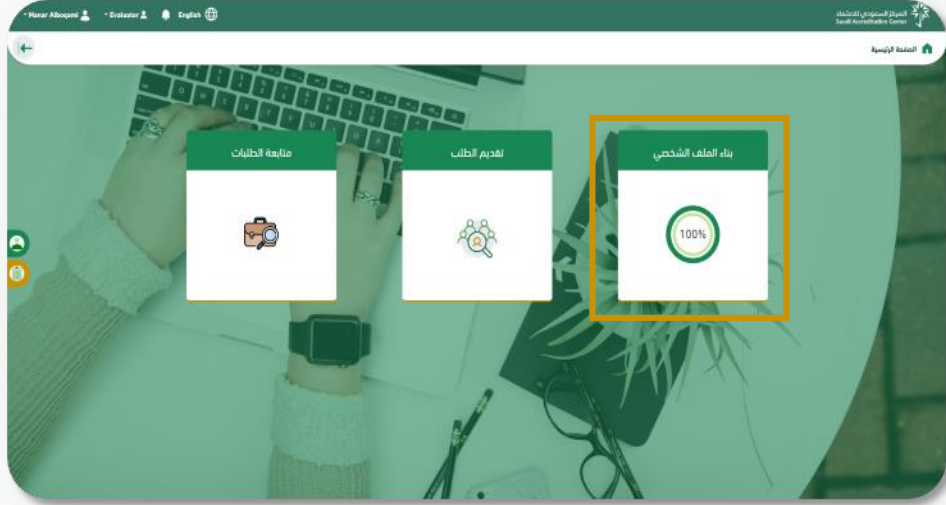 المركز السعودي للاعتماد
Saudi Accreditation Center
English
Evaluator
Manar Alboqami
الصفحة الرئيسية
بناء الملف الشخصي
تقديم الطلب
متابعة الطلبات
100%